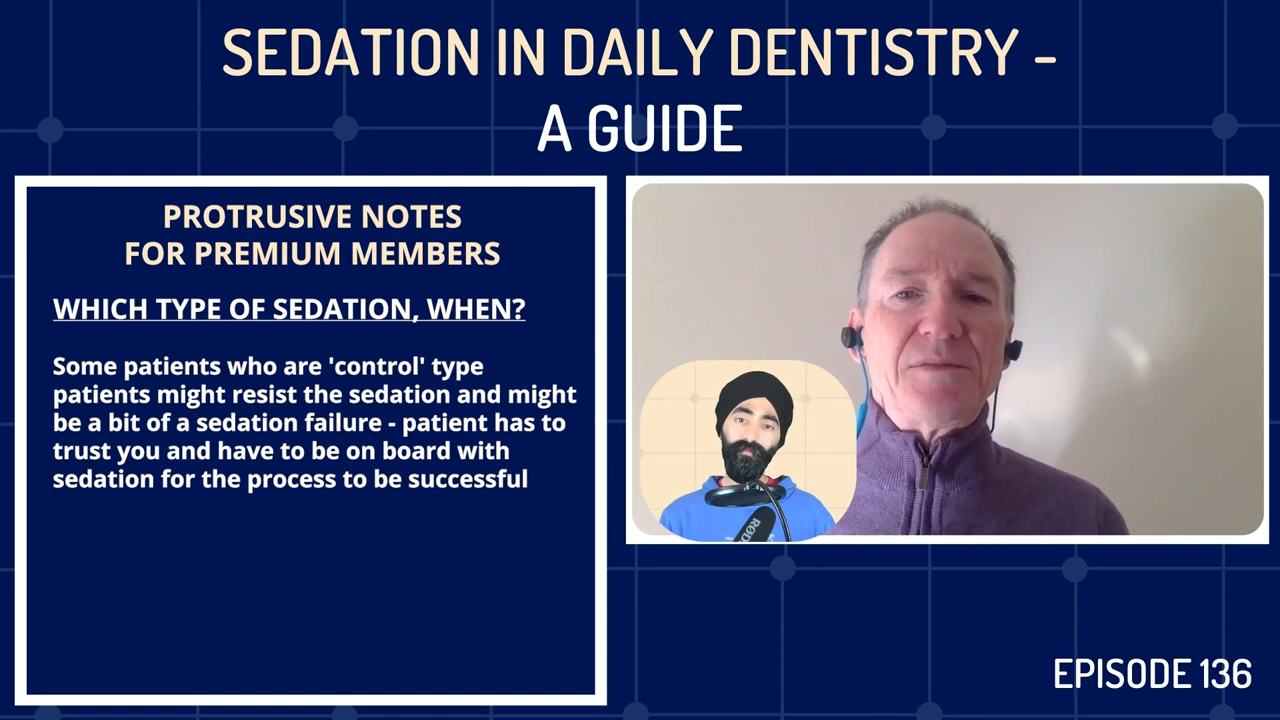 SEDATION IN DAILY DENTISTRY -
A GUIDE
PROTRUSIVE NOTES
FOR PREMIUM MEMBERS
WHICH TYPE OF SEDATION, WHEN?
Some patients who are 'control' type
patients might resist the sedation and might
be a bit of a sedation failure - patient has to
trust you and have to be on board with
sedation for the process to be successful
RØDE
EPISODE 136